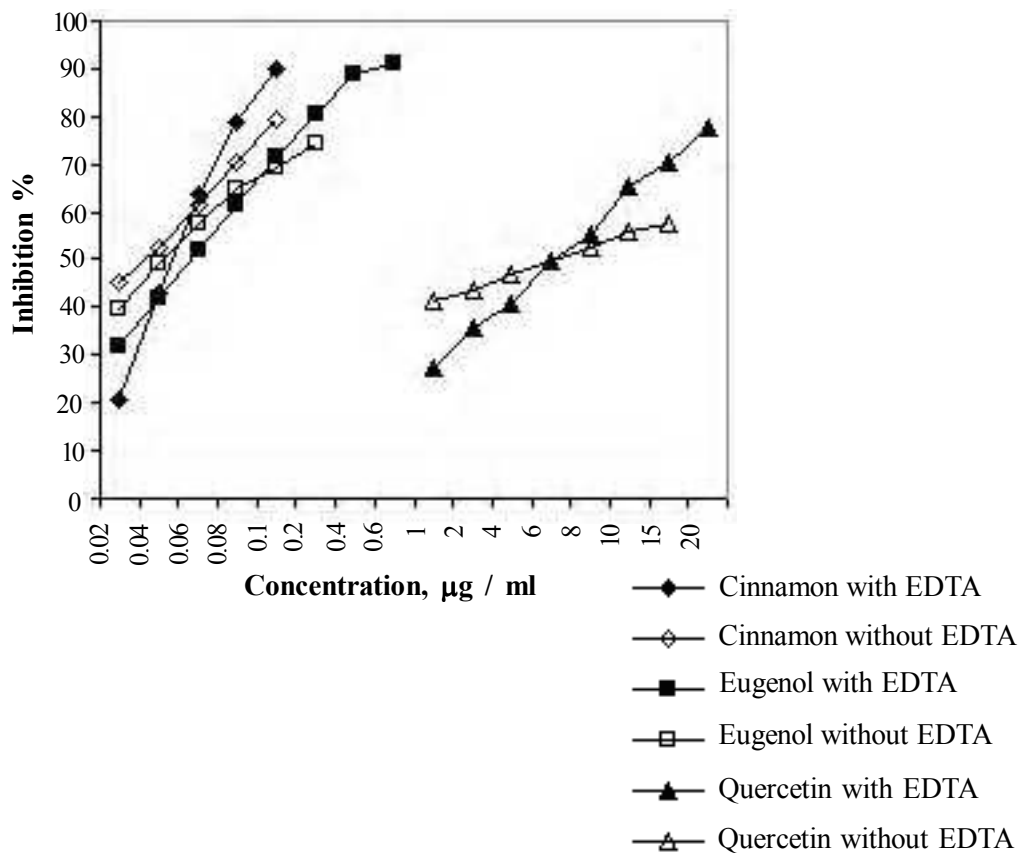 100
90
80
70
60
50
40
30
20
10
0
Inhibition %
0.02 0.04 0.06 0.08 0.1 0.2 0.4 0.6 1 2 4 6 8 10 15 20
Concentration, μg / ml
Cinnamon with EDTA
Cinnamon without EDTA
Eugenol with EDTA
Eugenol without EDTA
Quercetin with EDTA
Quercetin without EDTA